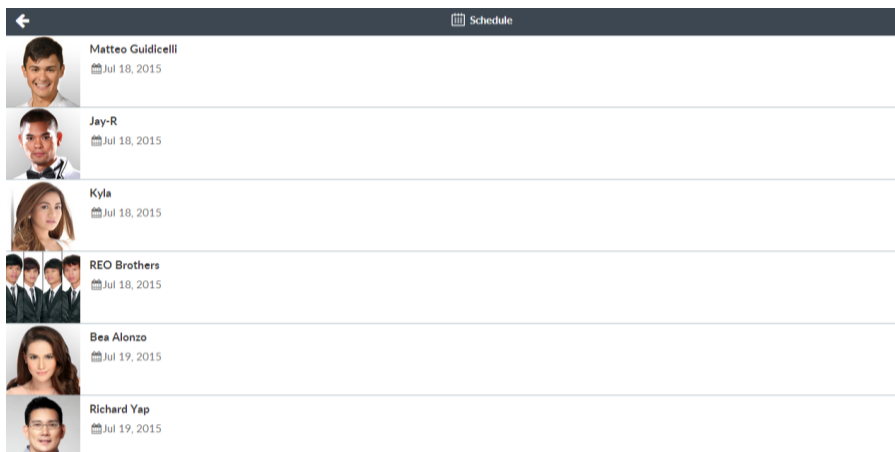 Schedule
Matteo Guidicelli
Jul 18, 2015
Jay-R
Jul 18, 2015
Kyla
Jul 18, 2015
REO Brothers
Jul 18, 2015
Bea Alonzo
Jul 19, 2015
Richard Yap
Jul 19, 2015